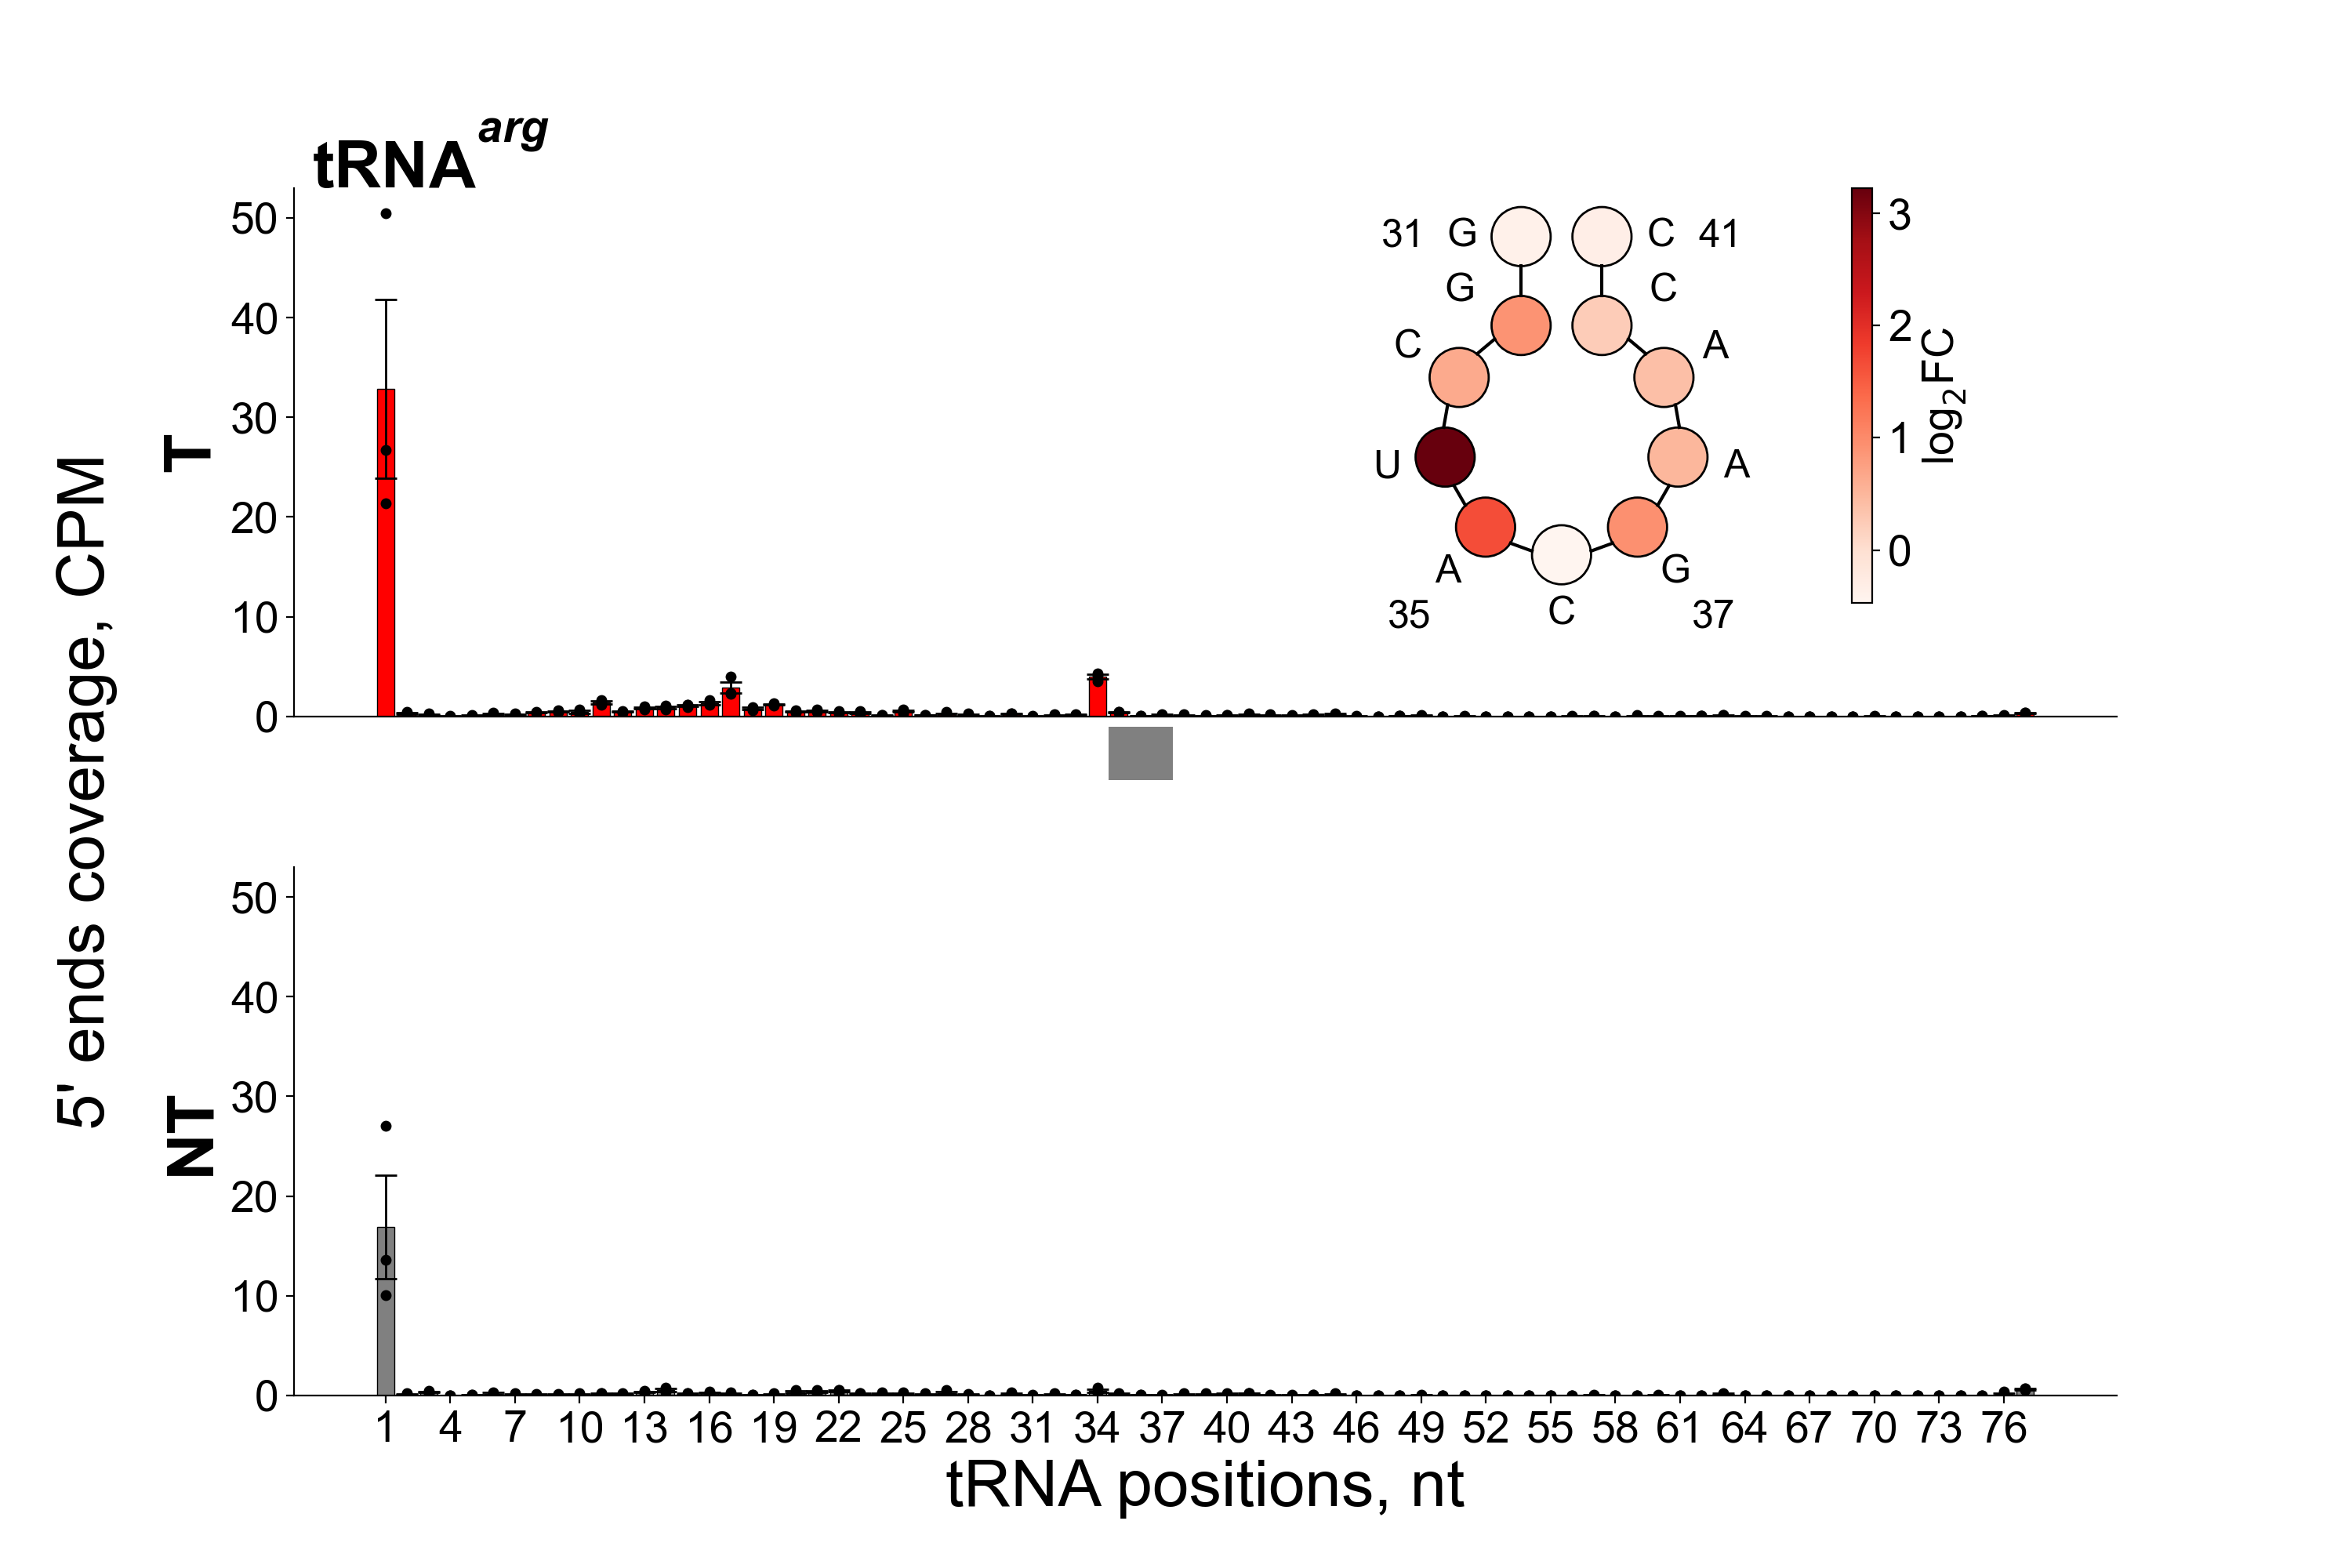 tRNA^arg
5' ends coverage, CPM
T
50
40
30
20
10
0
31 G C 41
G C
C A
U A
A G
35 C 37
3
2
1
0
log₂FC
NT
50
40
30
20
10
0
1 4 7 10 13 16 19 22 25 28 31 34 37 40 43 46 49 52 55 58 61 64 67 70 73 76
tRNA positions, nt